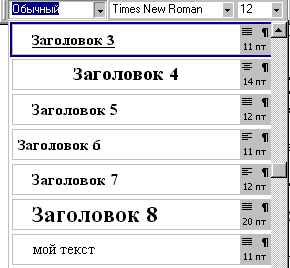 Обычный Times New Roman 12
Заголовок 3 ¶ 11 пт
Заголовок 4 ¶ 14 пт
Заголовок 5 ¶ 12 пт
Заголовок 6 ¶ 11 пт
Заголовок 7 ¶ 12 пт
Заголовок 8 ¶ 20 пт
мой текст ¶ 11 пт